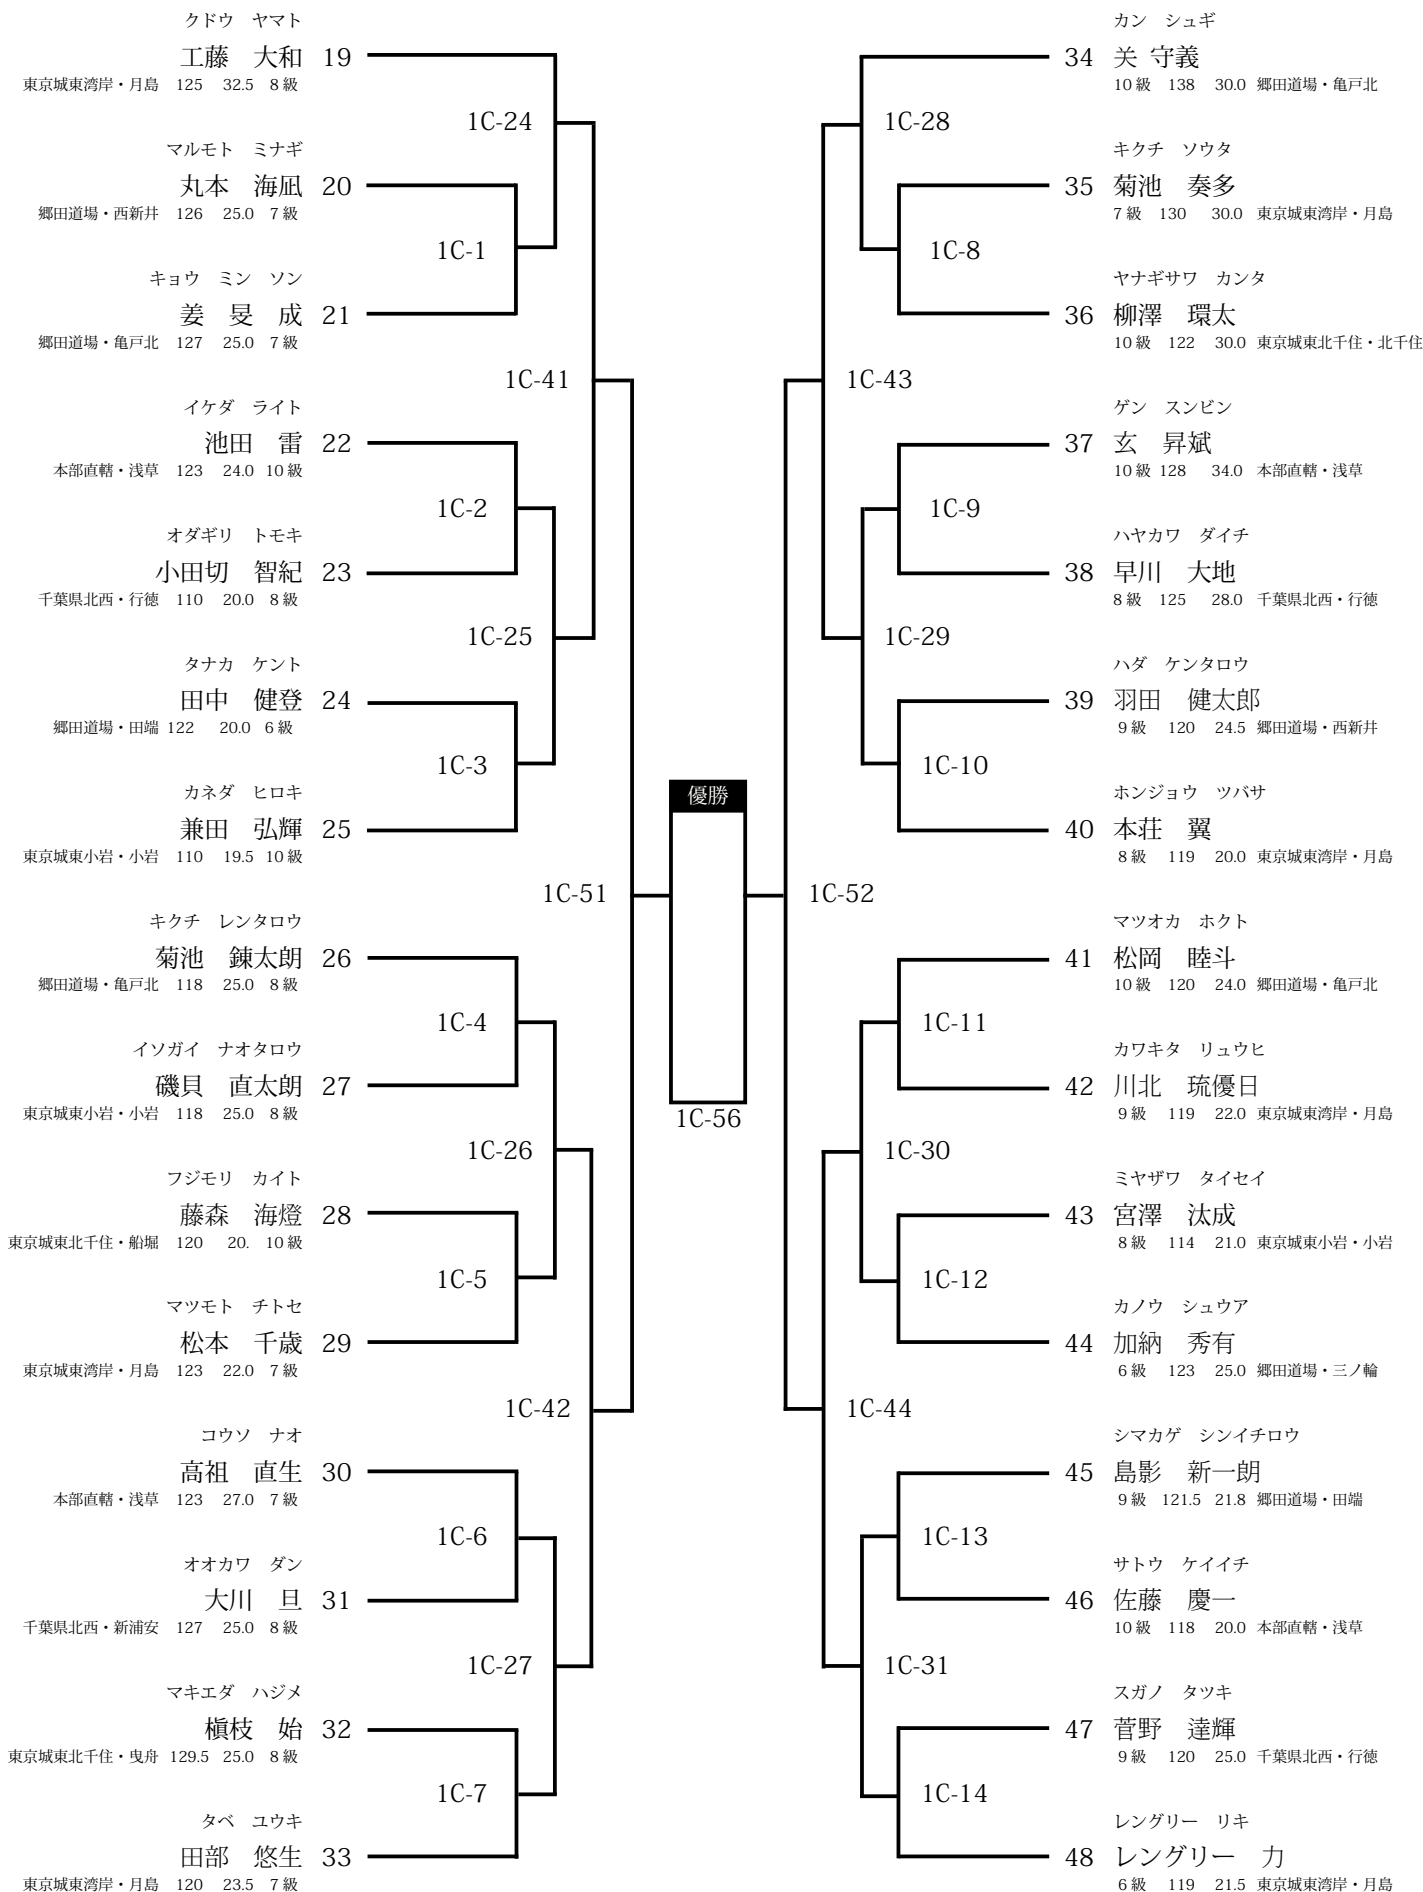 クドウ　ヤマト
工藤　大和　19
東京城東湾岸・月島　125　32.5　8級
1C-24
マルモト　ミナギ
丸本　海凪　20
郷田道場・西新井　126　25.0　7級
1C-1
キョウ　ミン　ソン
姜　旻　成　21
郷田道場・亀戸北　127　25.0　7級
1C-41
イケダ　ライト
池田　雷　22
本部直轄・浅草　123　24.0　10級
1C-2
オダギリ　トモキ
小田切　智紀　23
千葉県北西・行徳　110　20.0　8級
1C-25
タナカ　ケント
田中　健登　24
郷田道場・田端　122　20.0　6級
1C-3
カネダ　ヒロキ
兼田　弘輝　25
東京城東小岩・小岩　110　19.5　10級
1C-51
キクチ　レンタロウ
菊池　錬太朗　26
郷田道場・亀戸北　118　25.0　8級
1C-4
イソガイ　ナオタロウ
磯貝　直太朗　27
東京城東小岩・小岩　118　25.0　8級
1C-26
フジモリ　カイト
藤森　海燈　28
東京城東北千住・船堀　120　20.　10級
1C-5
マツモト　チトセ
松本　千歳　29
東京城東湾岸・月島　123　22.0　7級
1C-42
コウソ　ナオ
高祖　直生　30
本部直轄・浅草　123　27.0　7級
1C-6
オオカワ　ダン
大川　旦　31
千葉県北西・新浦安　127　25.0　8級
1C-27
マキエダ　ハジメ
槇枝　始　32
東京城東北千住・曳舟　129.5　25.0　8級
1C-7
タベ　ユウキ
田部　悠生　33
東京城東湾岸・月島　120　23.5　7級
優勝
1C-56
カン　シュギ
34　关　守義
10級　138　30.0　郷田道場・亀戸北
1C-28
キクチ　ソウタ
35　菊池　奏多
7級　130　30.0　東京城東湾岸・月島
1C-8
ヤナギサワ　カンタ
36　柳澤　環太
10級　122　30.0　東京城東北千住・北千住
1C-43
ゲン　スンビン
37　玄　昇斌
10級　128　34.0　本部直轄・浅草
1C-9
ハヤカワ　ダイチ
38　早川　大地
8級　125　28.0　千葉県北西・行徳
1C-29
ハダ　ケンタロウ
39　羽田　健太郎
9級　120　24.5　郷田道場・西新井
1C-10
ホンジョウ　ツバサ
40　本荘　翼
8級　119　20.0　東京城東湾岸・月島
1C-52
マツオカ　ホクト
41　松岡　睦斗
10級　120　24.0　郷田道場・亀戸北
1C-11
カワキタ　リュウヒ
42　川北　琉優日
9級　119　22.0　東京城東湾岸・月島
1C-30
ミヤザワ　タイセイ
43　宮澤　汰成
8級　114　21.0　東京城東小岩・小岩
1C-12
カノウ　シュウア
44　加納　秀有
6級　123　25.0　郷田道場・三ノ輪
1C-44
シマカゲ　シンイチロウ
45　島影　新一朗
9級　121.5　21.8　郷田道場・田端
1C-13
サトウ　ケイイチ
46　佐藤　慶一
10級　118　20.0　本部直轄・浅草
1C-31
スガノ　タツキ
47　菅野　達輝
9級　120　25.0　千葉県北西・行徳
1C-14
レングリー　リキ
48　レングリー　力
6級　119　21.5　東京城東湾岸・月島